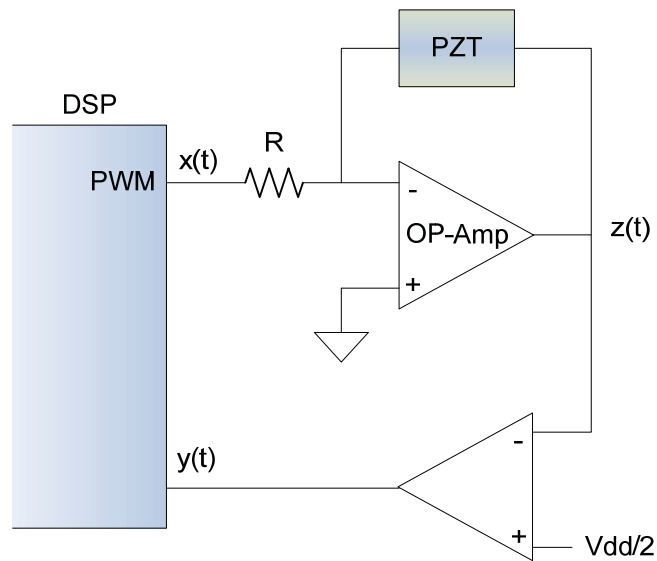 PZT
DSP
R
x(t)
PWM
-
OP-Amp
z(t)
+
y(t)
-
+
Vdd/2